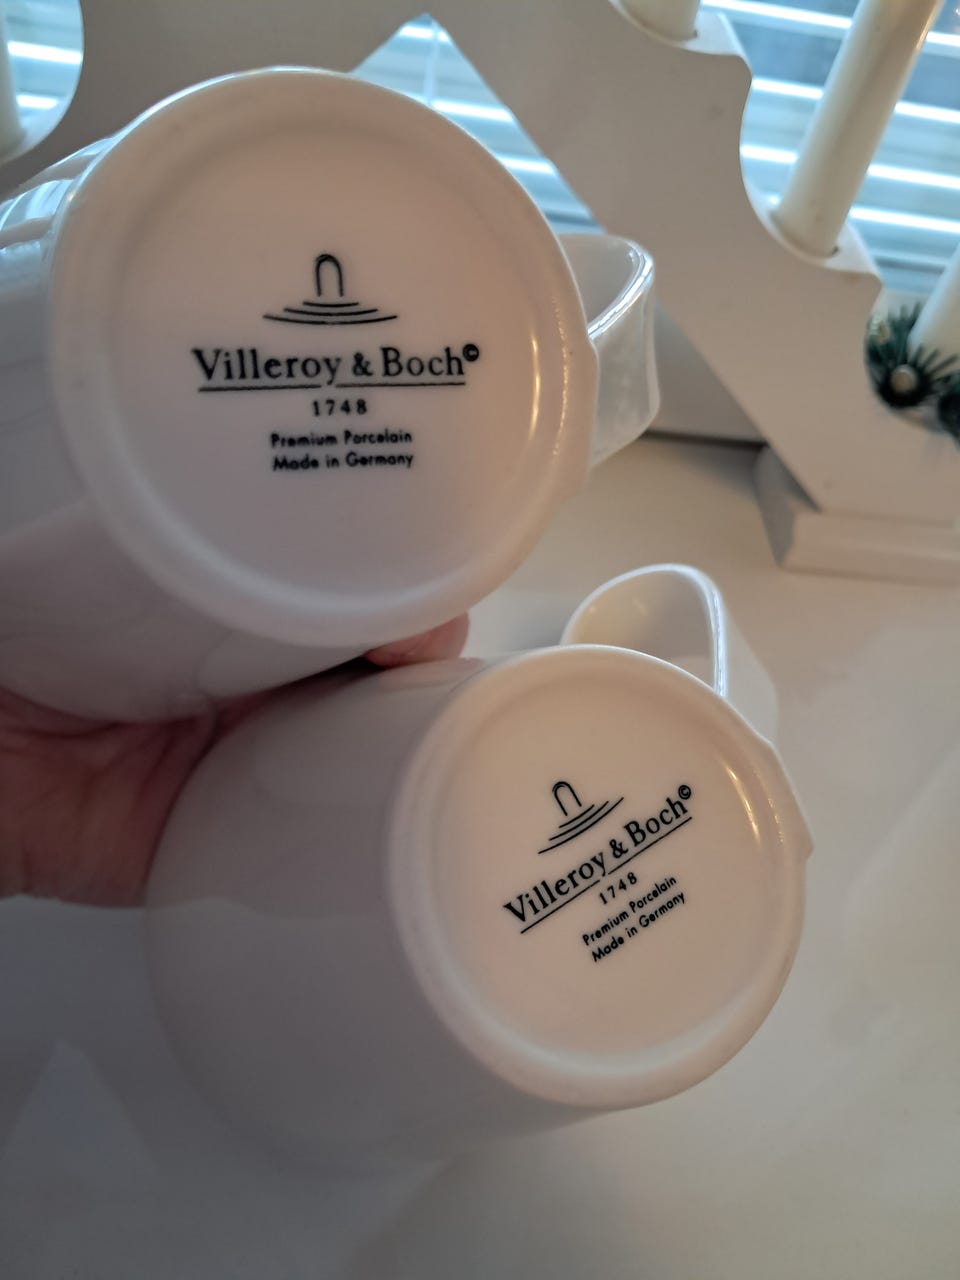 Villeroy & Boch©
1748
Premium Porcelain
Made in Germany
Villeroy & Boch©
1748
Premium Porcelain
Made in Germany